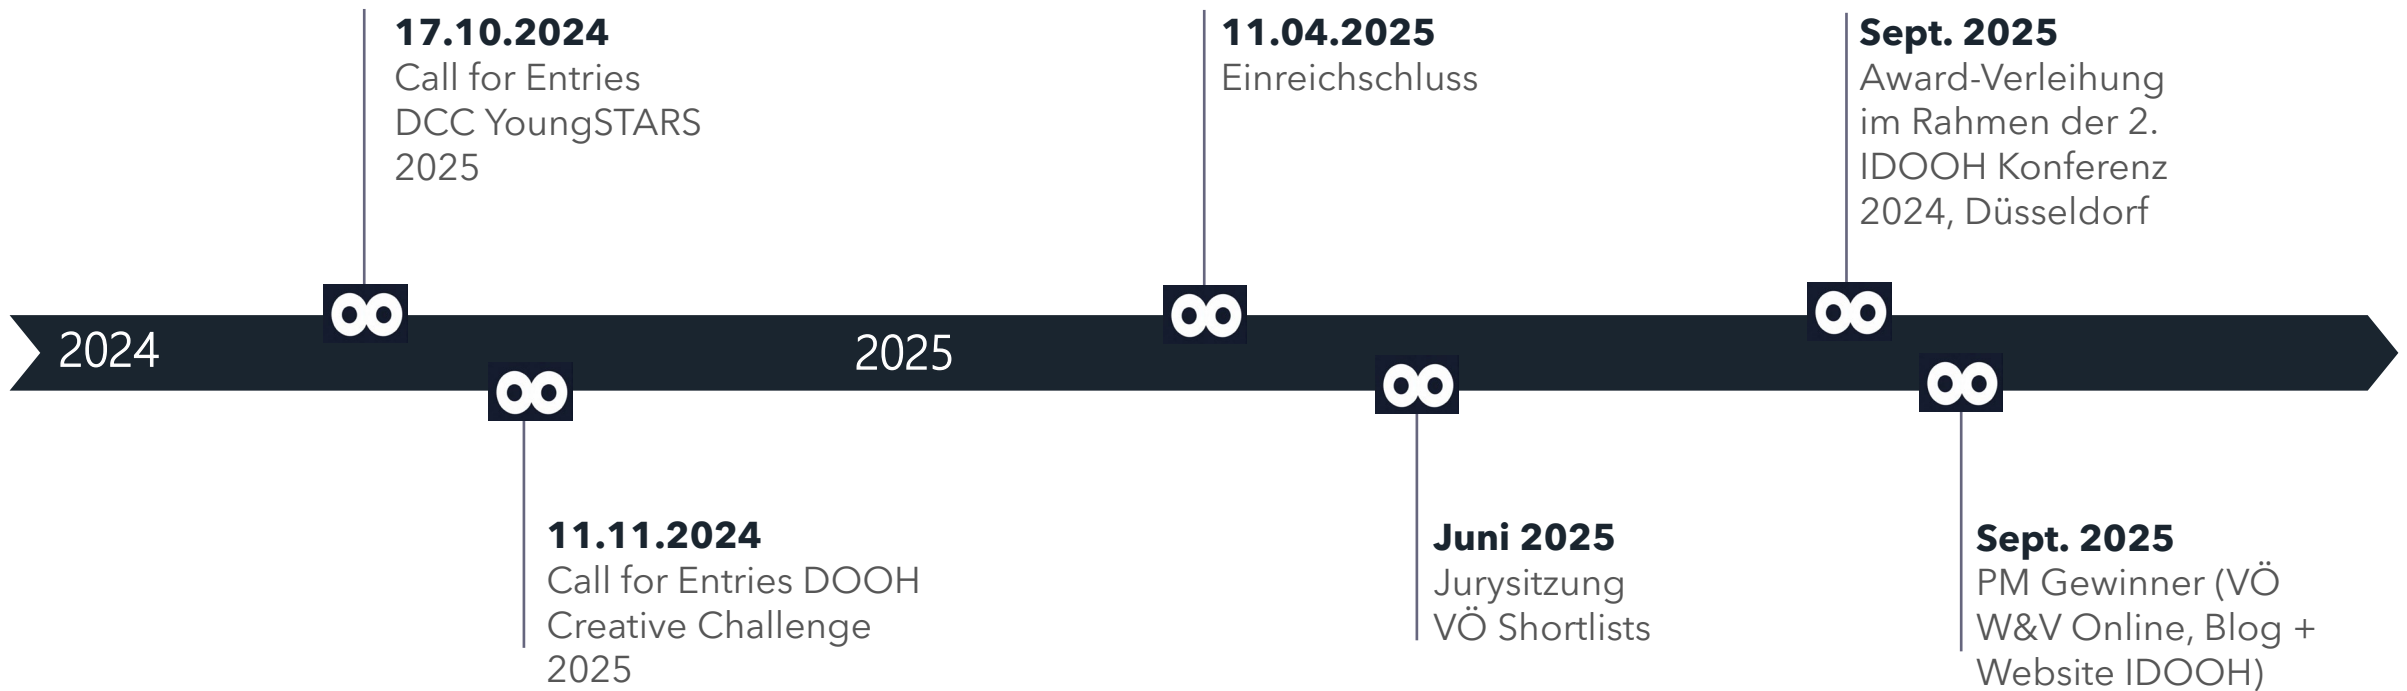 17.10.2024
Call for Entries
DCC YoungSTARS
2025
11.04.2025
Einreichschluss
Sept. 2025
Award-Verleihung
im Rahmen der 2.
IDOOH Konferenz
2024, Düsseldorf
2024
2025
11.11.2024
Call for Entries DOOH
Creative Challenge
2025
Juni 2025
Jurysitzung
VÖ Shortlists
Sept. 2025
PM Gewinner (VÖ
W&V Online, Blog +
Website IDOOH)